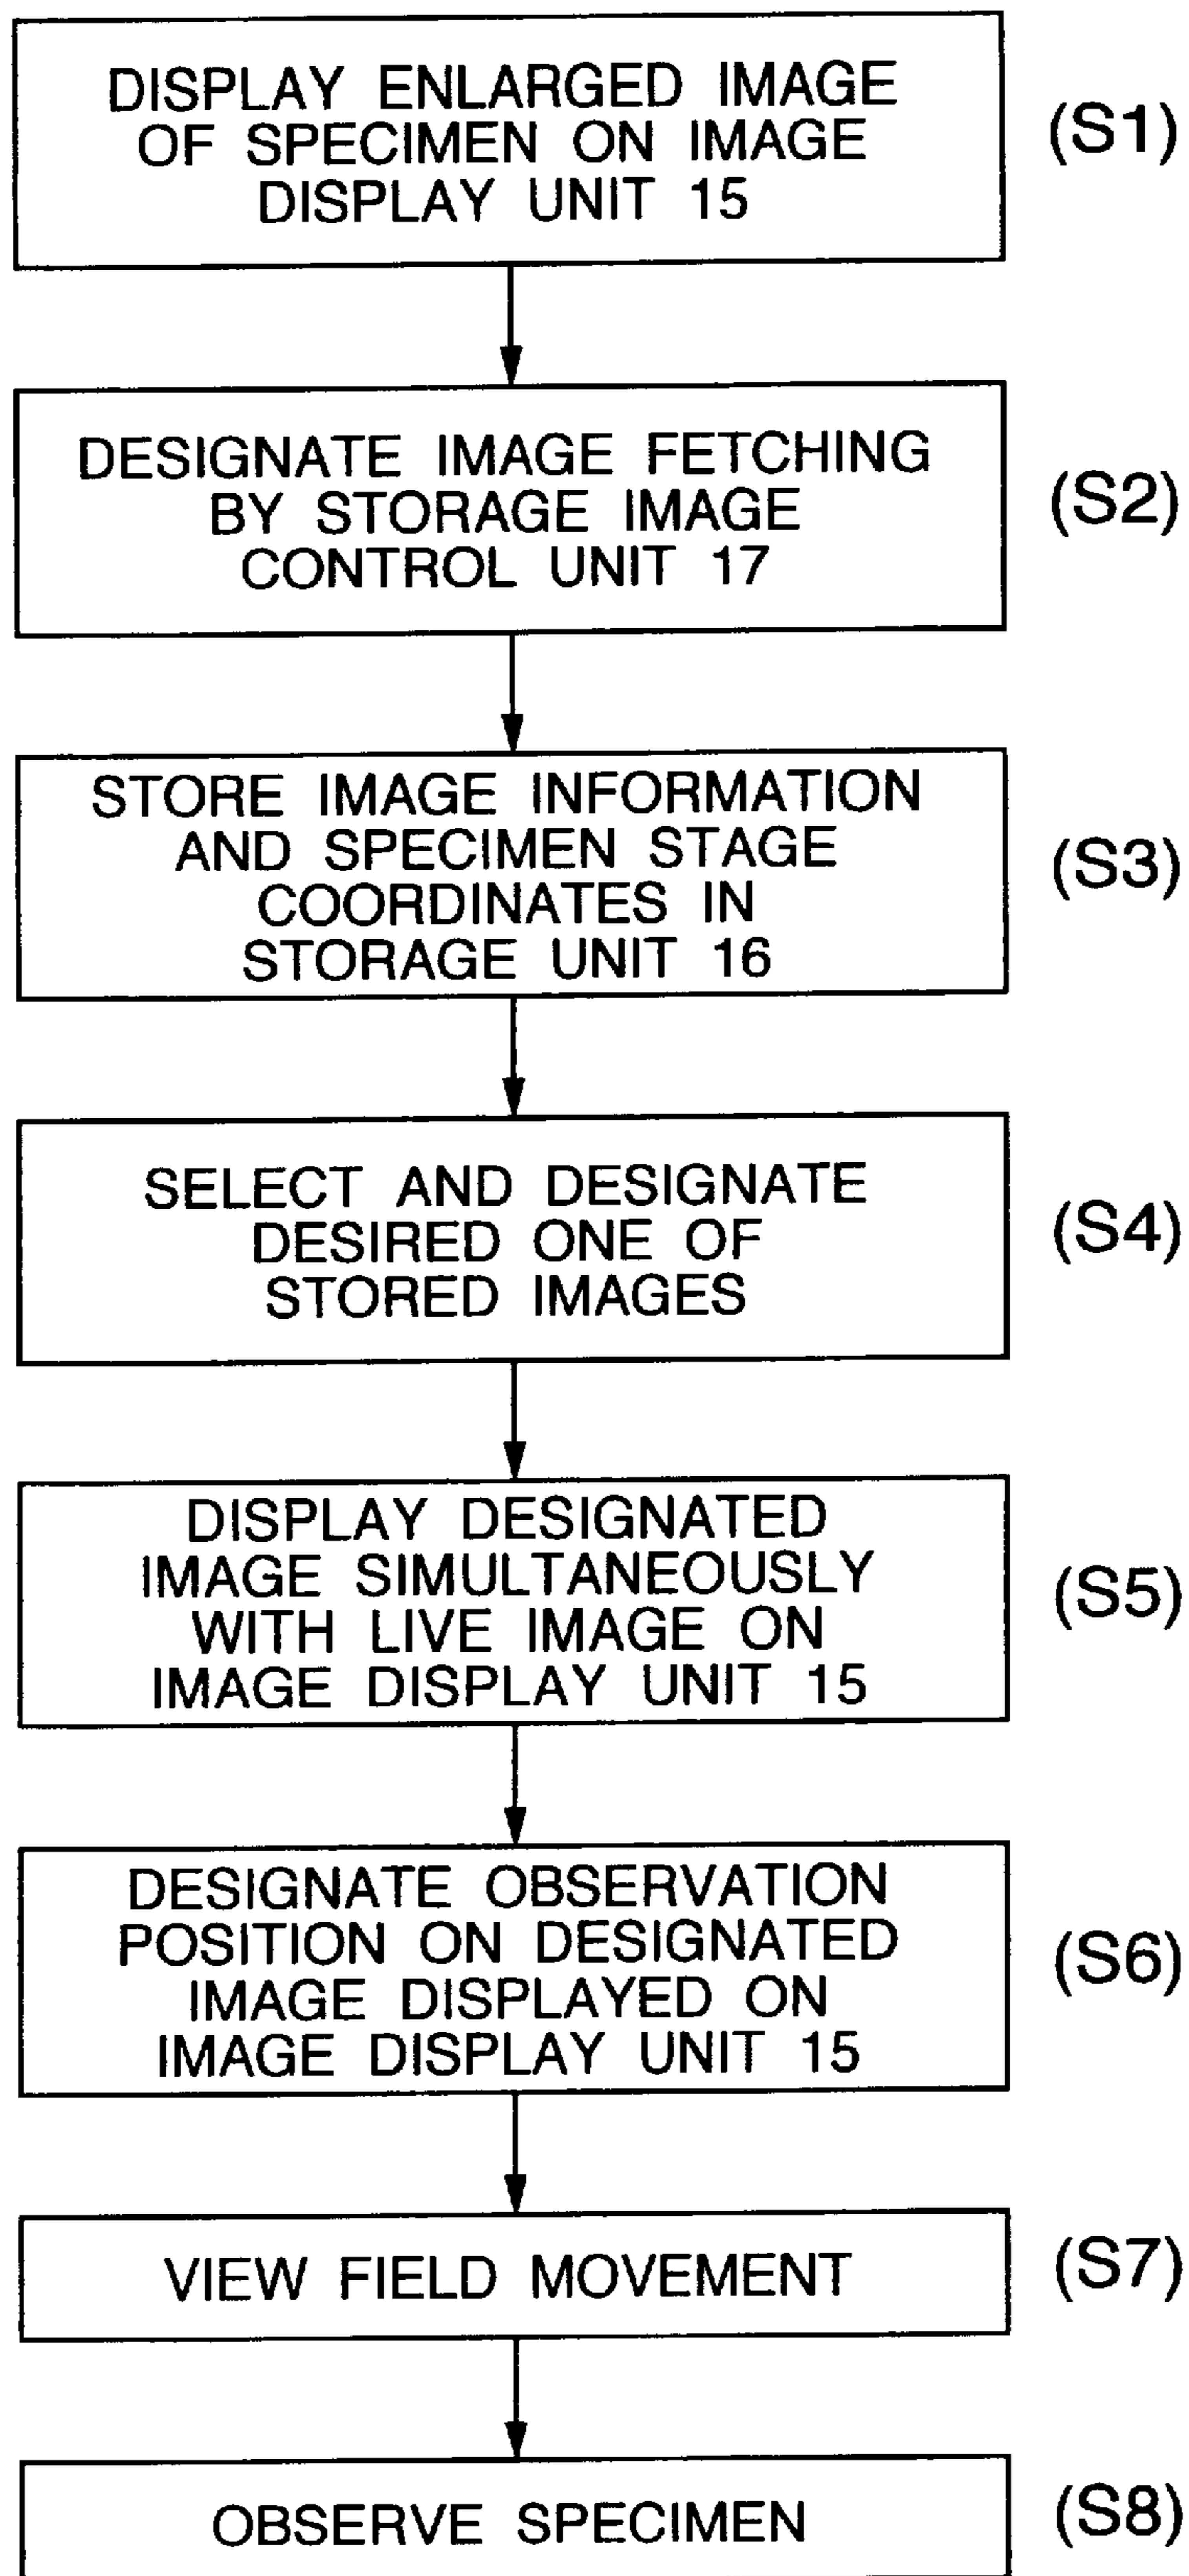 DISPLAY ENLARGED IMAGE
OF SPECIMEN ON IMAGE
DISPLAY UNIT 15
(S1)
DESIGNATE IMAGE FETCHING
BY STORAGE IMAGE
CONTROL UNIT 17
(S2)
STORE IMAGE INFORMATION
AND SPECIMEN STAGE
COORDINATES IN
STORAGE UNIT 16
(S3)
SELECT AND DESIGNATE
DESIRED ONE OF
STORED IMAGES
(S4)
DISPLAY DESIGNATED
IMAGE SIMULTANEOUSLY
WITH LIVE IMAGE ON
IMAGE DISPLAY UNIT 15
(S5)
DESIGNATE OBSERVATION
POSITION ON DESIGNATED
IMAGE DISPLAYED ON
IMAGE DISPLAY UNIT 15
(S6)
VIEW FIELD MOVEMENT
(S7)
OBSERVE SPECIMEN
(S8)